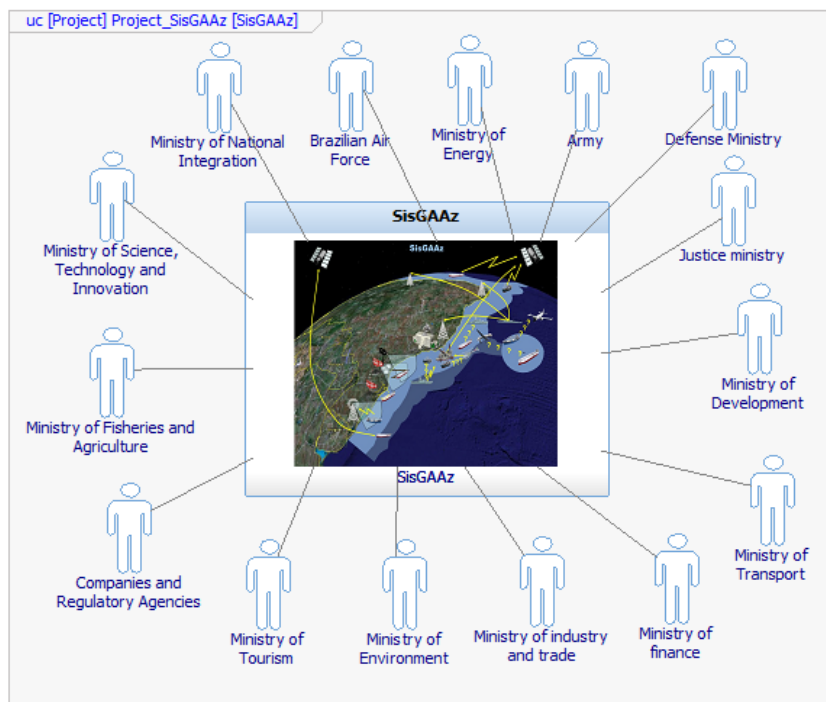 uc [Project] Project_SisGAAz [SisGAAz]
Ministry of National
Integration
Brazilian Air
Force
Ministry of
Energy
Army
Defense Ministry
Ministry of Science,
Technology and
Innovation
SisGAAz
SisGAAz
Justice ministry
Ministry of Fisheries and
Agriculture
Ministry of
Development
SisGAAz
Companies and
Regulatory Agencies
Ministry of
Transport
Ministry of
Tourism
Ministry of
Environment
Ministry of industry
and trade
Ministry of
finance